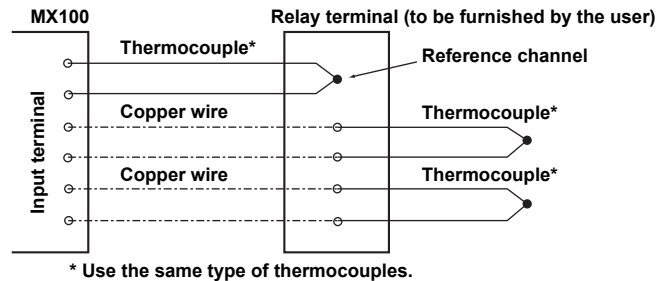 MX100
Relay terminal (to be furnished by the user)
Thermocouple*
Reference channel
Input terminal
Copper wire
Thermocouple*
Copper wire
Thermocouple*
* Use the same type of thermocouples.